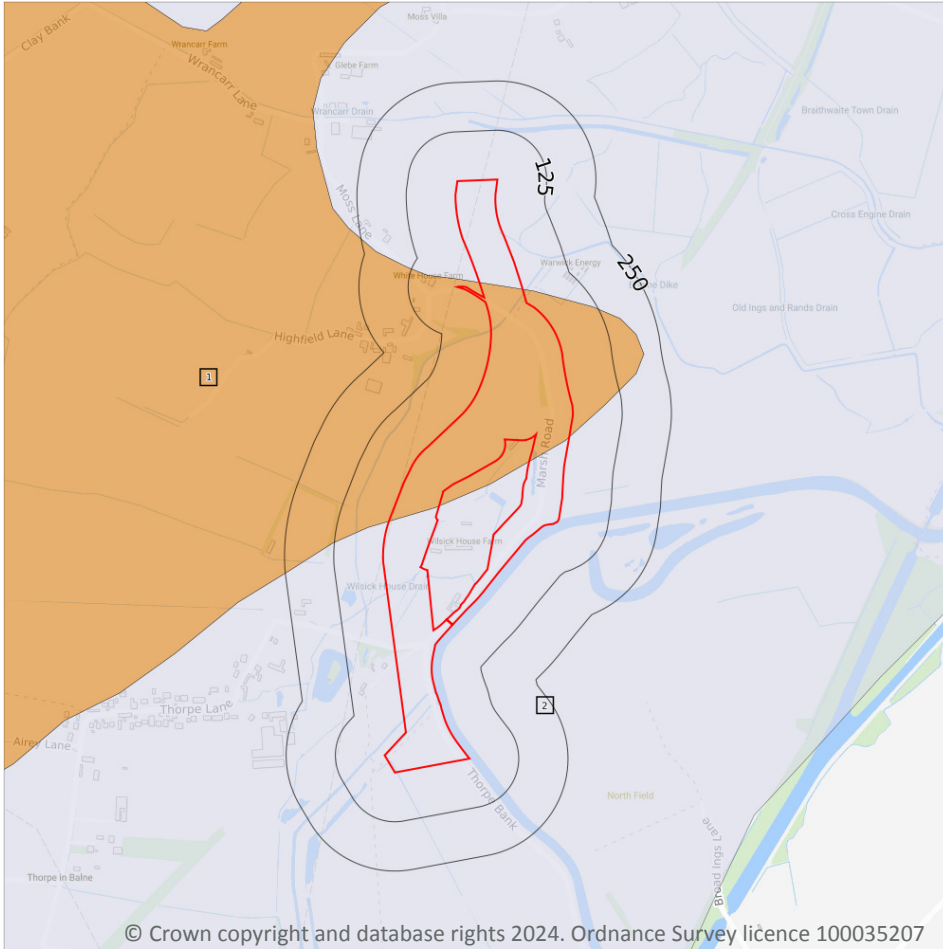 Moss Villa
Clay Bank
Wrancarr Farm
Glebe Farm
Wrancarr Lane
Wrancarr Drain
Braithwaite Town Drain
125
Moss Lane
Cross Engine Drain
Warwick Energy
250
White House Farm
Dike
Old Ings and Rands Drain
Highfield Lane
1
Marsh Road
Wilsick House Farm
Wilsick House Drain
2
Thorpe Lane
Airey Lane
Thorpe Bank
North Field
Broad Ings Lane
Thorpe in Balne
© Crown copyright and database rights 2024. Ordnance Survey licence 100035207